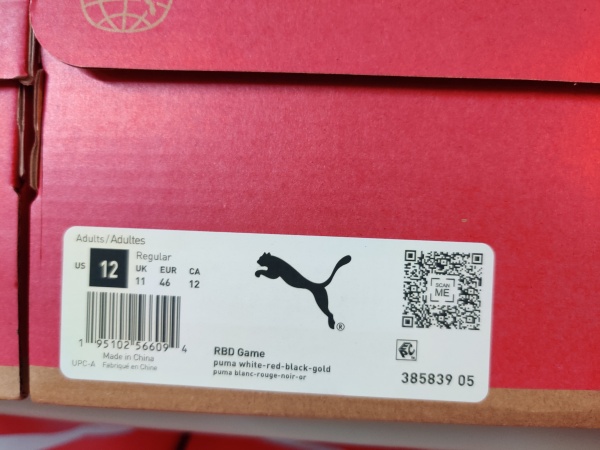 Adults/Adultes
Regular
US 12 UK EUR CA
11 46 12
1 95102 56609 4
UPC-A Made in China
Fabriqué en Chine
RBD Game
puma white-red-black-gold
puma blanc-rouge-noir-or
SCAN
ME
385839 05
®